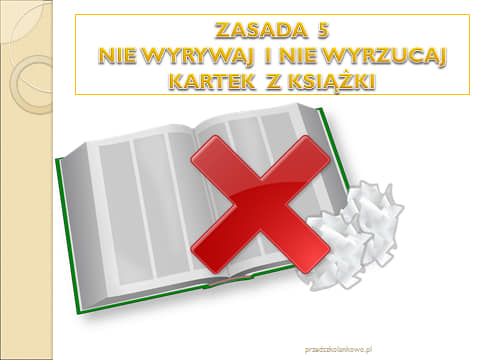 ZASADA 5
NIE WYRYWAJ I NIE WYRZUCAJ
KARTEK Z KSIĄŻKI
przedszkolankowo.pl